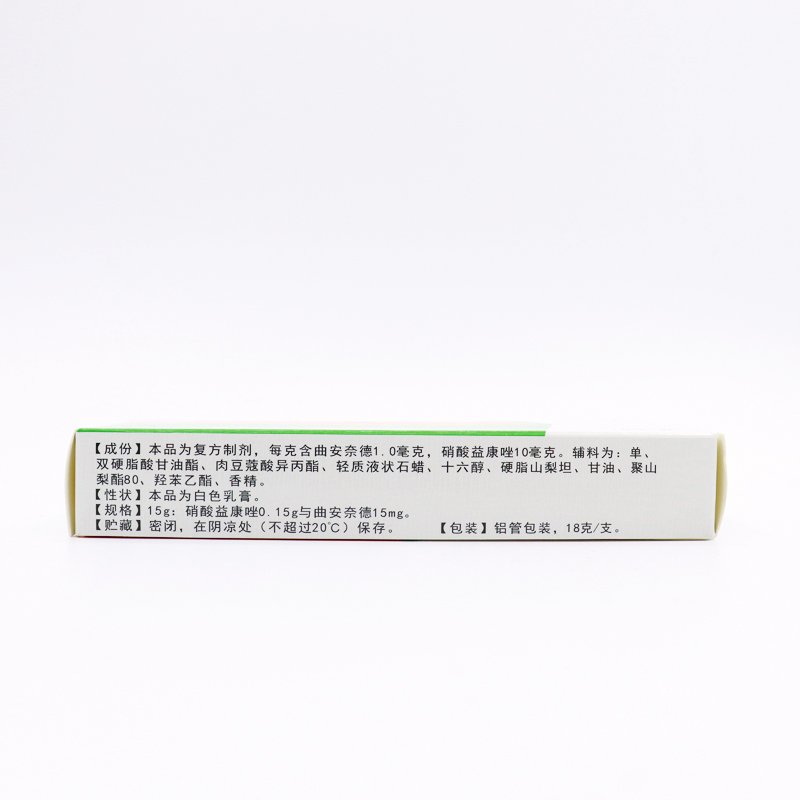 【成份】本品为复方制剂，每克含曲安奈德1.0毫克，硝酸益康唑10毫克。辅料为：单、
双硬脂酸甘油酯、肉豆蔻酸异丙酯、轻质液状石蜡、十六醇、硬脂山梨坦、甘油、聚山
梨酯80、羟苯乙酯、香精。
【性状】本品为白色乳膏。
【规格】15g：硝酸益康唑0.15g与曲安奈德15mg。
【贮藏】密闭，在阴凉处（不超过20℃）保存。 【包装】铝管包装，18克/支。